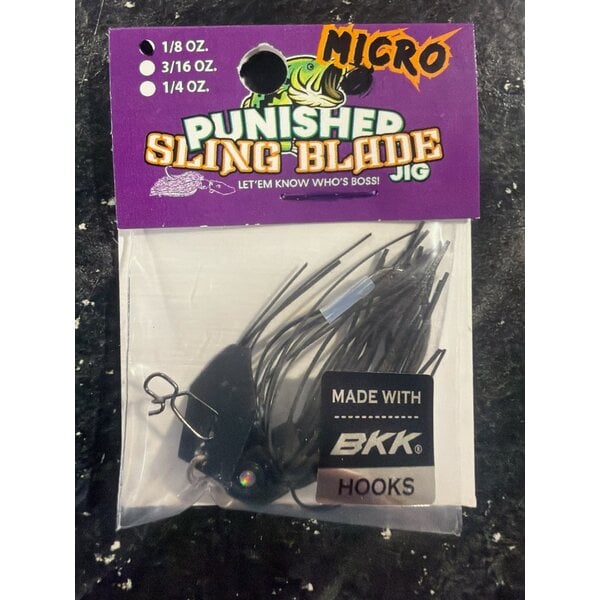 1/8 OZ.
3/16 OZ.
1/4 OZ.
MICRO
PUNISHER
SLING BLADE
JIG
LET'EM KNOW WHO'S BOSS!
MADE WITH
BKK®
HOOKS